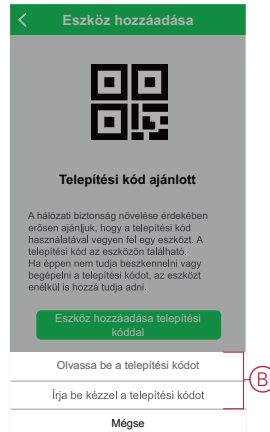 Eszköz hozzáadása
Telepítési kód ajánlott
A hálózati biztonság növelése érdekében
erősen ajánljuk, hogy a telepítési kód
használatával vegyen fel egy eszközt. A
telepítési kód az eszközön található.
Ha éppen nem tudja beszkennelni vagy
begépelni a telepítési kódot, az eszközt
enélkül is hozzá tudja adni.
Eszköz hozzáadása telepítési
kóddal
Olvassa be a telepítési kódot
Írja be kézzel a telepítési kódot
B
Mégse